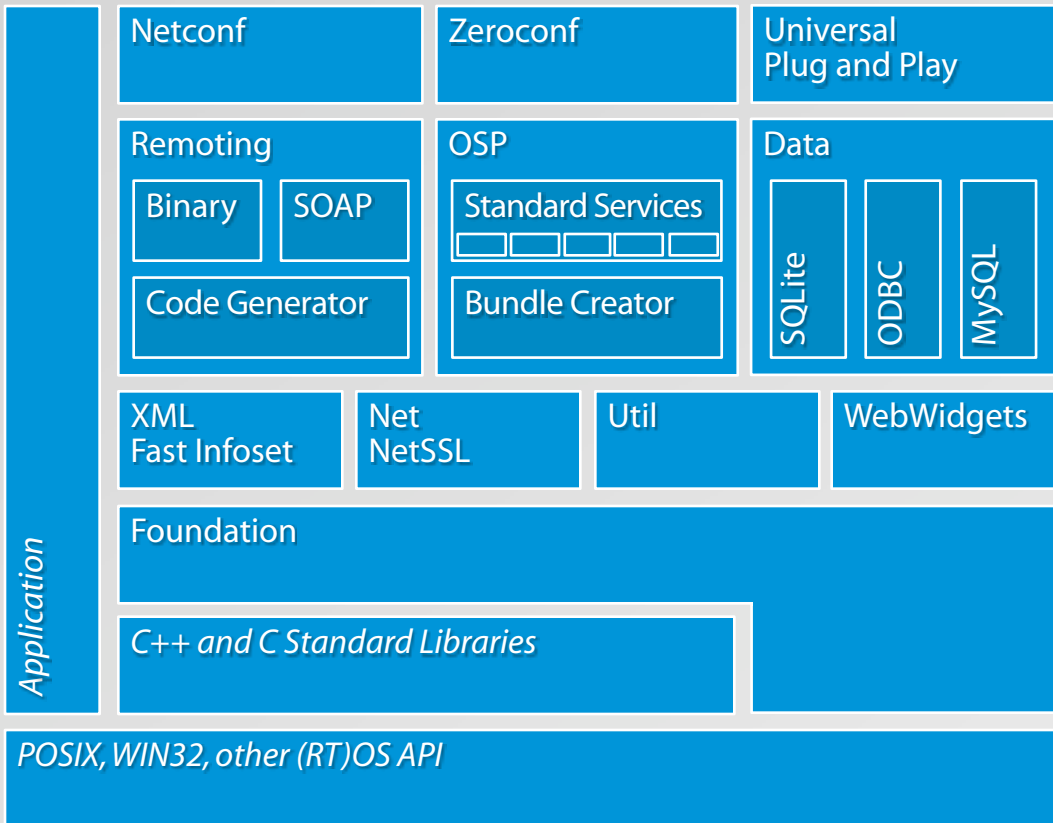 Netconf
Zeroconf
Universal
Plug and Play
Remoting
Binary
SOAP
Code Generator
OSP
Standard Services
Bundle Creator
Data
SQLite
ODBC
MySQL
XML
Fast Infoset
Net
NetSSL
Util
WebWidgets
Foundation
C++ and C Standard Libraries
Application
POSIX, WIN32, other (RT)OS API